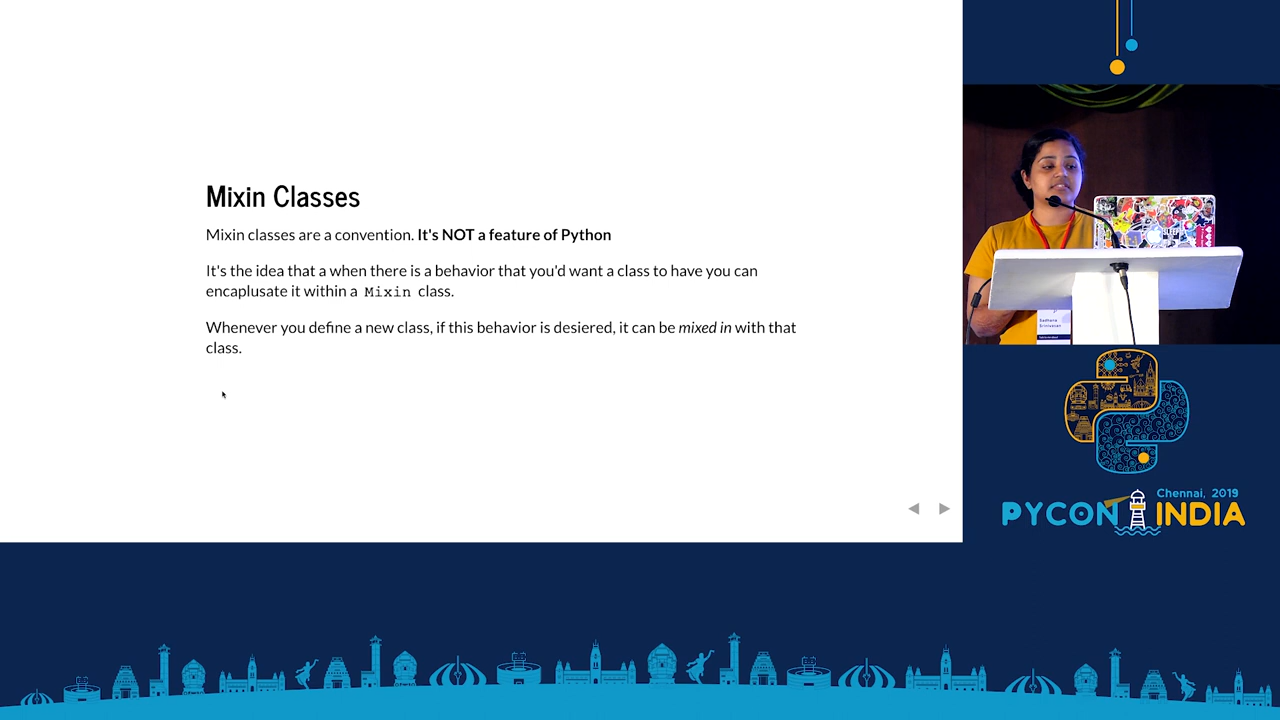 Mixin Classes
Mixin classes are a convention. It's NOT a feature of Python
It's the idea that a when there is a behavior that you'd want a class to have you can
encaplusate it within a Mixin class.
Whenever you define a new class, if this behavior is desiered, it can be mixed in with that
class.
Sadhana
Srinivasan
Chennai, 2019
PYCON INDIA